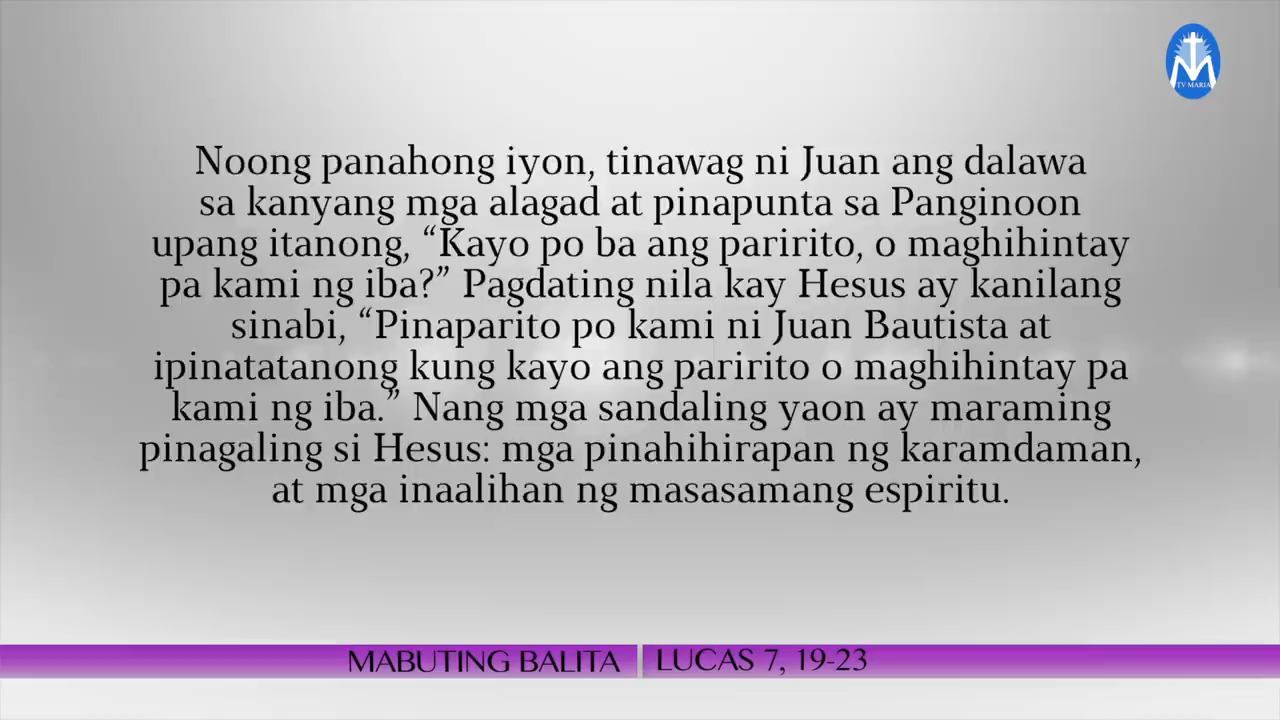 TV MARIA
Noong panahong iyon, tinawag ni Juan ang dalawa
sa kanyang mga alagad at pinapunta sa Panginoon
upang itanong, “Kayo po ba ang paririto, o maghihintay
pa kami ng iba?” Pagdating nila kay Hesus ay kanilang
sinabi, “Pinaparito po kami ni Juan Bautista at
ipinatatanong kung kayo ang paririto o maghihintay pa
kami ng iba.” Nang mga sandaling yaon ay maraming
pinagaling si Hesus: mga pinahihirapan ng karamdaman,
at mga inaalihan ng masasamang espiritu.
MABUTING BALITA LUCAS 7, 19-23